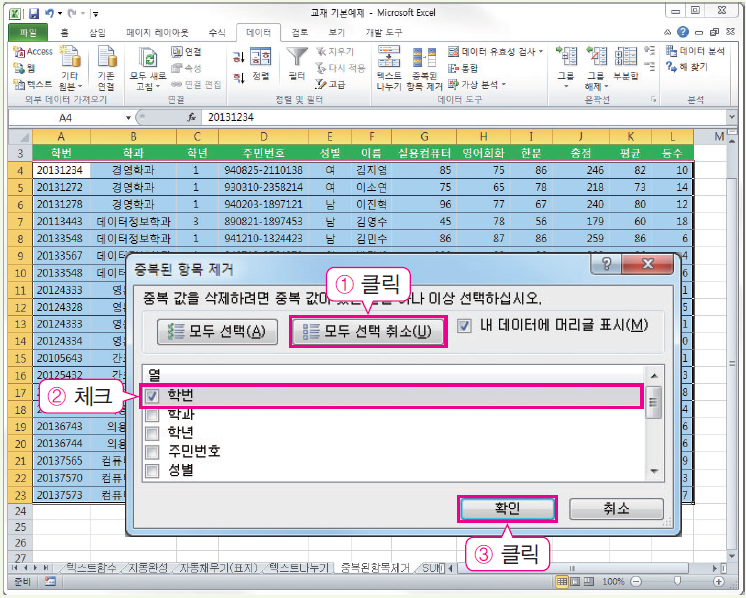 교재 기본예제 - Microsoft Excel
파일 홈 삽입 페이지 레이아웃 수식 데이터 검토 보기 개발 도구
Access 웹 텍스트 기타 원본 기존 연결
외부 데이터 가져오기
모두 새로 고침 연결 속성 연결 편집
연결
정렬 필터 지우기 다시 적용 고급
정렬 및 필터
텍스트 나누기 중복된 항목 제거 데이터 유효성 검사 통합 가상 분석
데이터 도구
그룹 그룹 해제 부분합
윤곽선
데이터 분석 해 찾기
분석
A4 fx 20131234
A B C D E F G H I J K L M
3 학번 학과 학년 주민번호 성별 이름 실용컴퓨터 영어회화 한문 총점 평균 등수
4 20131234 경영학과 1 940825-2110138 여 김지열 85 75 86 246 82 10
5 20131272 경영학과 1 930310-2358214 여 이소연 75 65 78 218 73 14
6 20131278 경영학과 1 940203-1897121 남 이진혁 96 77 67 240 80 12
7 20113443 데이터정보학과 3 890821-1897453 남 김명수 45 78 56 179 60 18
8 20133548 데이터정보학과 1 941210-1324423 남 김민수 86 87 86 259 86 6
9 20133567 데이터정보학과
10 20133548 데이터정보학과
11 20124333
12 20124328
13 20124333
14 20124334
15 20105643
16 20125432
17
18
19 20136743
20 20136744
21 20137565
22 20137570
23 20137573
24
25
26
27
중복된 항목 제거
① 클릭
중복 값을 삭제하려면 중복 값이 이상 선택하십시오.
모두 선택(A) 모두 선택 취소(U) 내 데이터에 머리글 표시(M)
열
② 체크
학번
학과
학년
주민번호
성별
확인 취소
③ 클릭
텍스트함수 자동완성 자동채우기(표지) 텍스트나누기 중복된항목제거
준비 100%